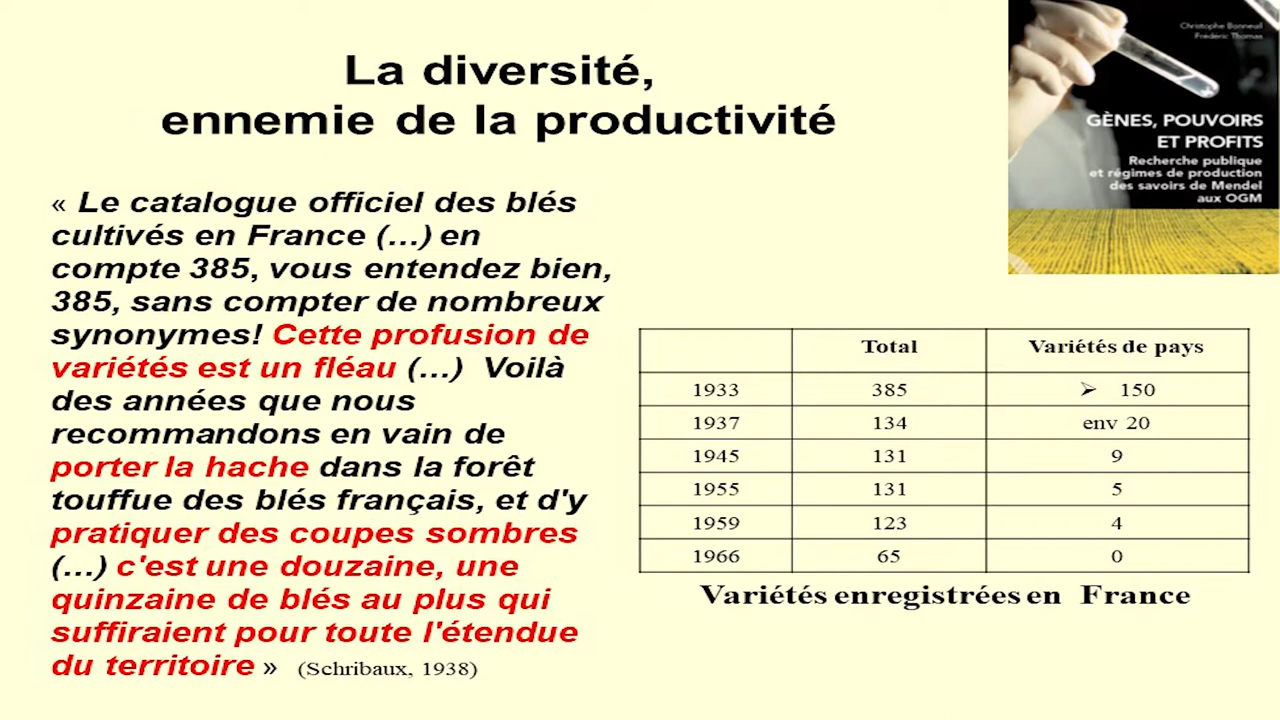 La diversité,
ennemie de la productivité
« Le catalogue officiel des blés
cultivés en France (…) en
compte 385, vous entendez bien,
385, sans compter de nombreux
synonymes! Cette profusion de
variétés est un fléau (…) Voilà
des années que nous
recommandons en vain de
porter la hache dans la forêt
touffue des blés français, et d'y
pratiquer des coupes sombres
(…) c'est une douzaine, une
quinzaine de blés au plus qui
suffiraient pour toute l'étendue
du territoire » (Schribaux, 1938)
Christophe Bonneuil
Frédéric Thomas
GÈNES, POUVOIRS
ET PROFITS
Recherche publique
et régimes de production
des savoirs de Mendel
aux OGM
Total Variétés de pays
1933 385 ➢ 150
1937 134 env 20
1945 131 9
1955 131 5
1959 123 4
1966 65 0
Variétés enregistrées en France